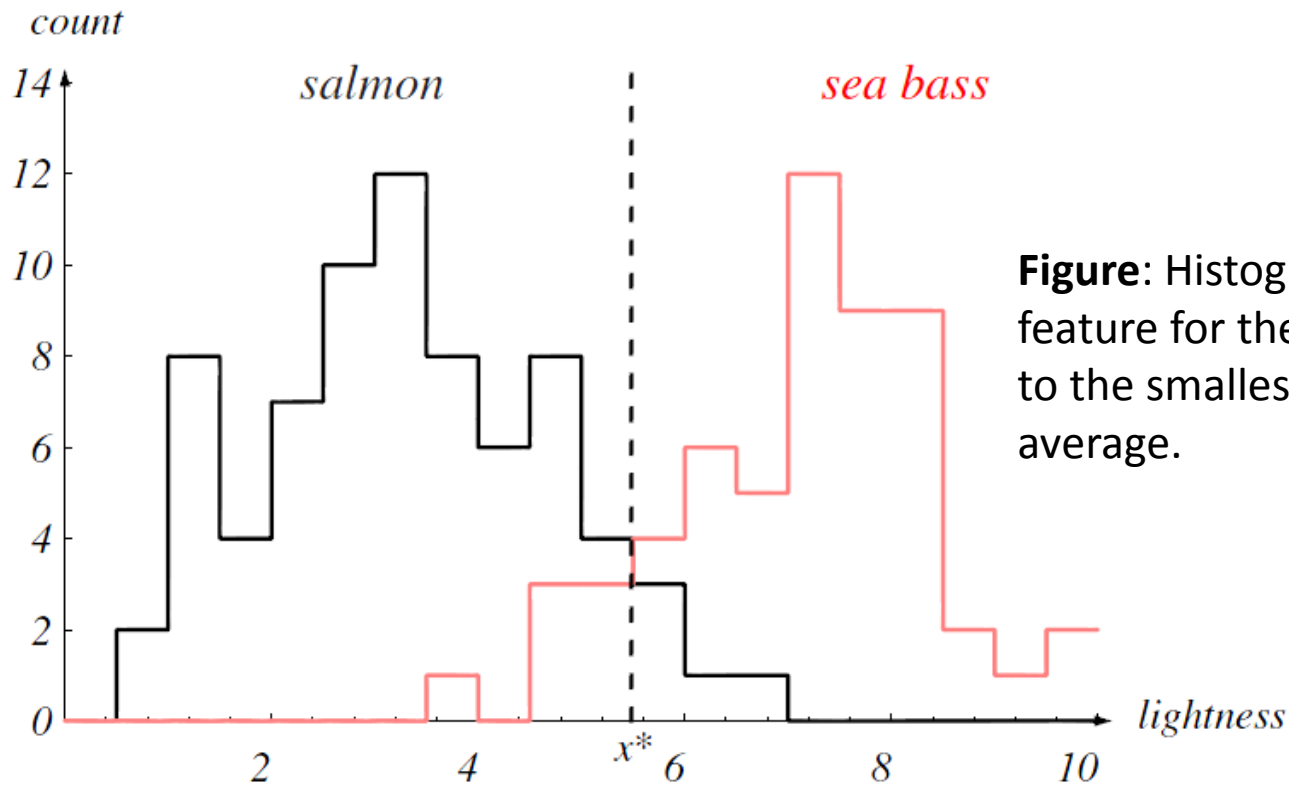 count
salmon
sea bass
14
12
10
8
6
4
2
0
Figure: Histog
feature for the
to the smalles
average.
lightness
2 4 x* 6 8 10